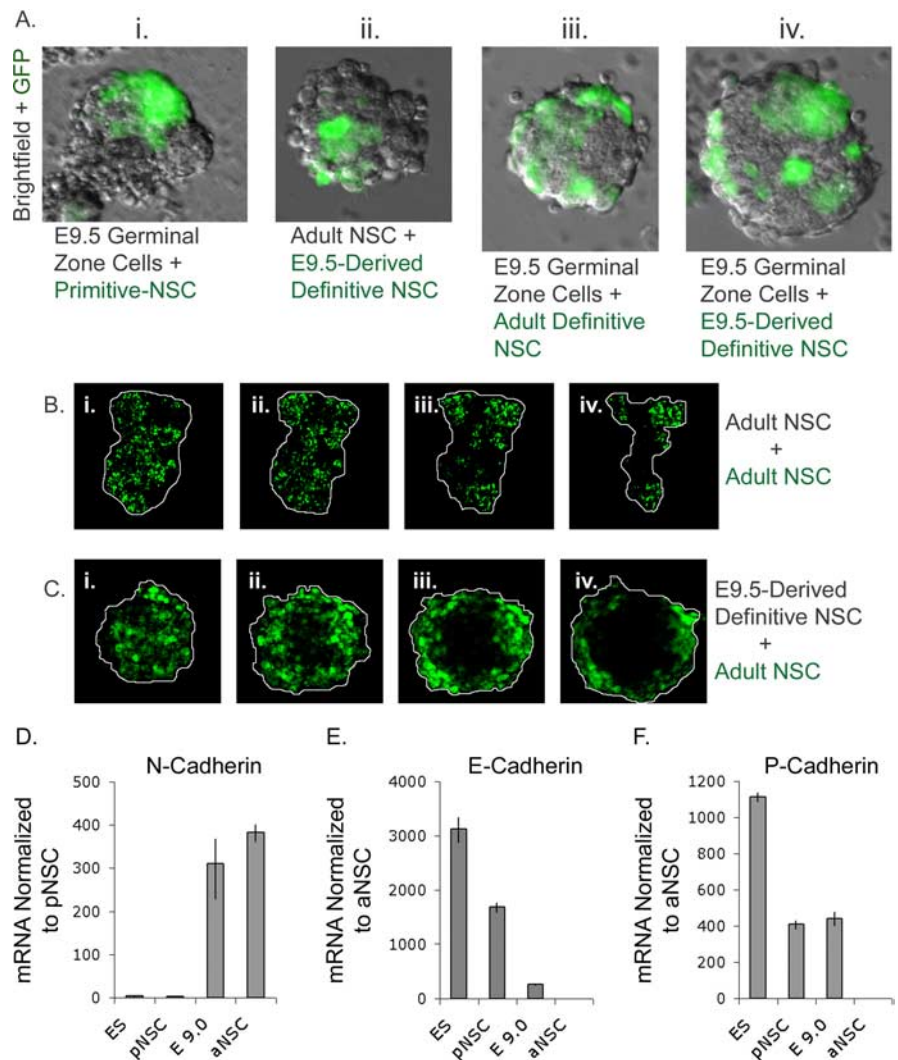 A.
i.
ii.
iii.
iv.
Brightfield + GFP
E9.5 Germinal
Zone Cells +
Primitive-NSC
Adult NSC +
E9.5-Derived
Definitive NSC
E9.5 Germinal
Zone Cells +
Adult Definitive
NSC
E9.5 Germinal
Zone Cells +
E9.5-Derived
Definitive NSC
B.
i.
ii.
iii.
iv.
Adult NSC
+
Adult NSC
C.
i.
ii.
iii.
iv.
E9.5-Derived
Definitive NSC
+
Adult NSC
D.
N-Cadherin
mRNA Normalized
to pNSC
500
400
300
200
100
0
ES
pNSC
E 9.0
aNSC
E.
E-Cadherin
mRNA Normalized
to aNSC
4000
3000
2000
1000
0
ES
pNSC
E 9.0
aNSC
F.
P-Cadherin
mRNA Normalized
to aNSC
1200
1000
800
600
400
200
0
ES
pNSC
E 9.0
aNSC